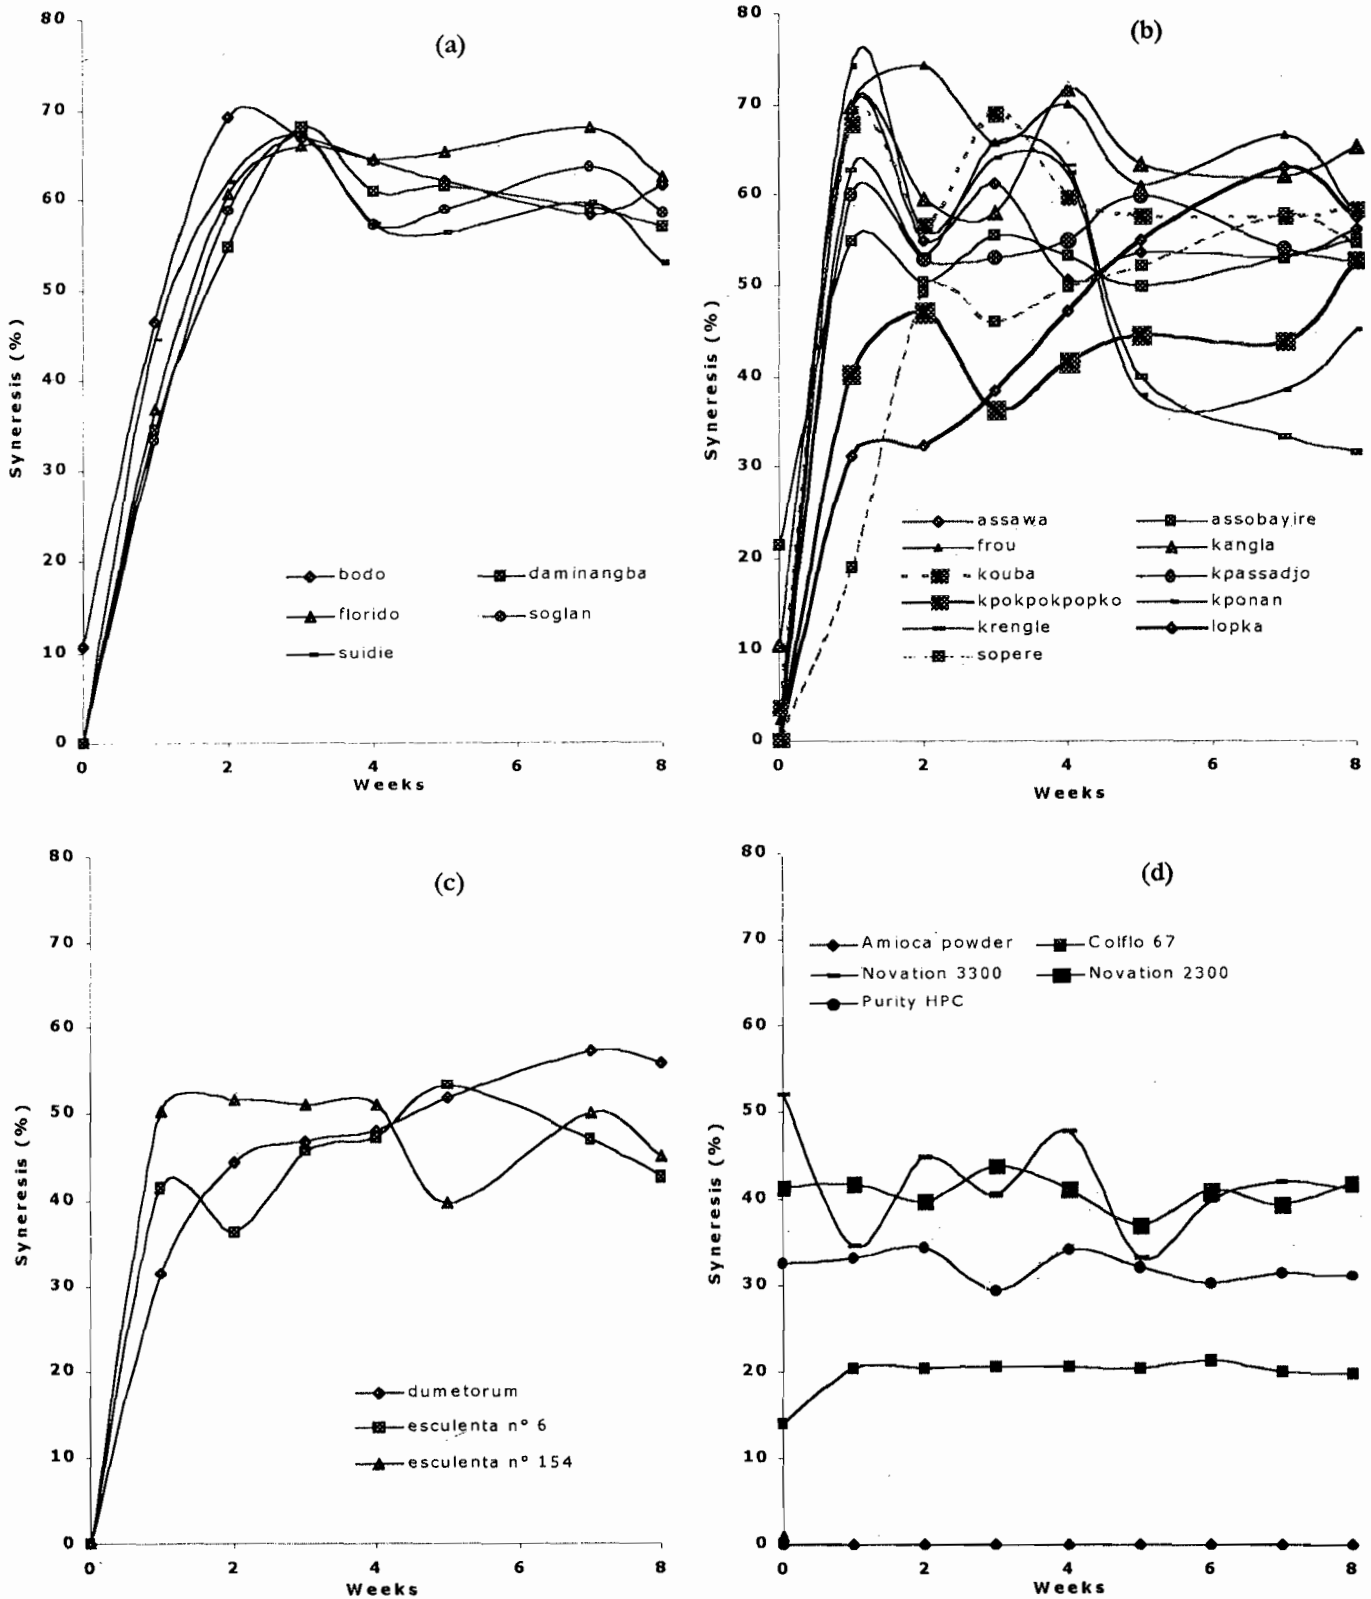 (a)
80
70
60
50
40
30
20
10
0
Syneresis (%)
bodo
daminangba
florido
soglan
suidie
0 2 4 6 8
Weeks
(b)
80
70
60
50
40
30
20
10
0
Syneresis (%)
assawa
assobayire
frou
kangla
kouba
kpassadjo
kpokpokpopko
kponan
krengle
lopka
sopere
0 2 4 6 8
Weeks
(c)
80
70
60
50
40
30
20
10
0
Syneresis (%)
dumetorum
esculenta n° 6
esculenta n° 154
0 2 4 6 8
Weeks
(d)
80
70
60
50
40
30
20
10
0
Syneresis (%)
Amioca powder
Colflo 67
Novation 3300
Novation 2300
Purity HPC
0 2 4 6 8
Weeks